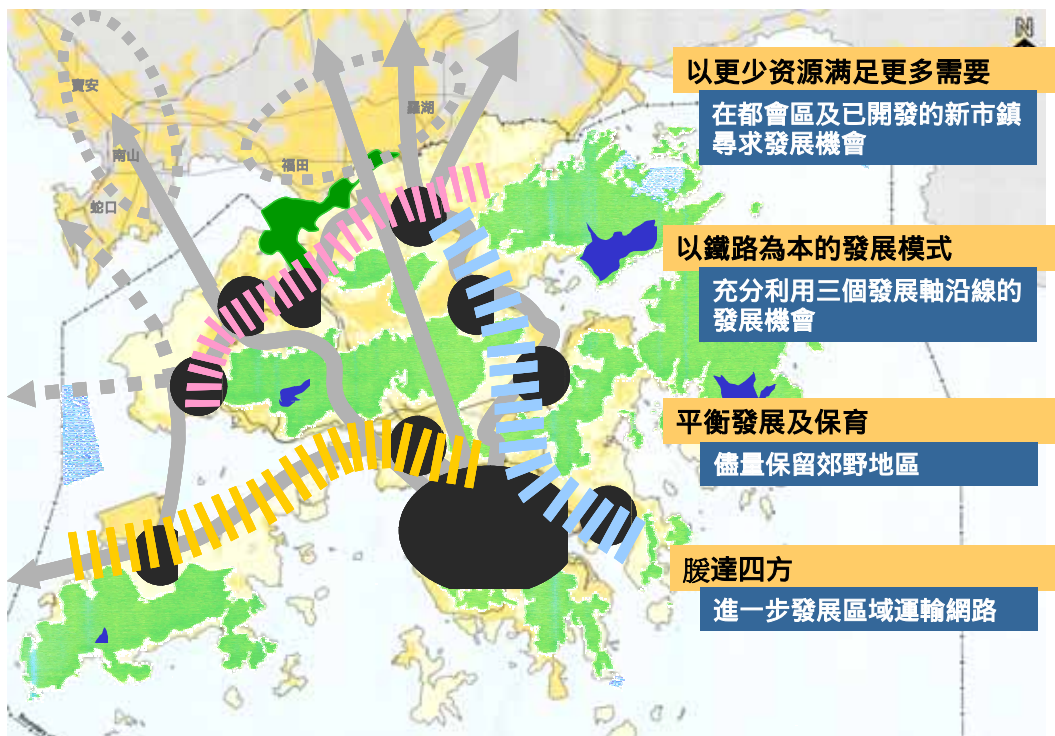 N
寶安
羅湖
南山
福田
蛇口
以更少资源滿足更多需要
在都會區及已開發的新市鎮
尋求發展機會
以鐵路為本的發展模式
充分利用三個發展軸沿線的
發展機會
平衡發展及保育
儘量保留郊野地區
腶達四方
進一步發展區域運輸網路